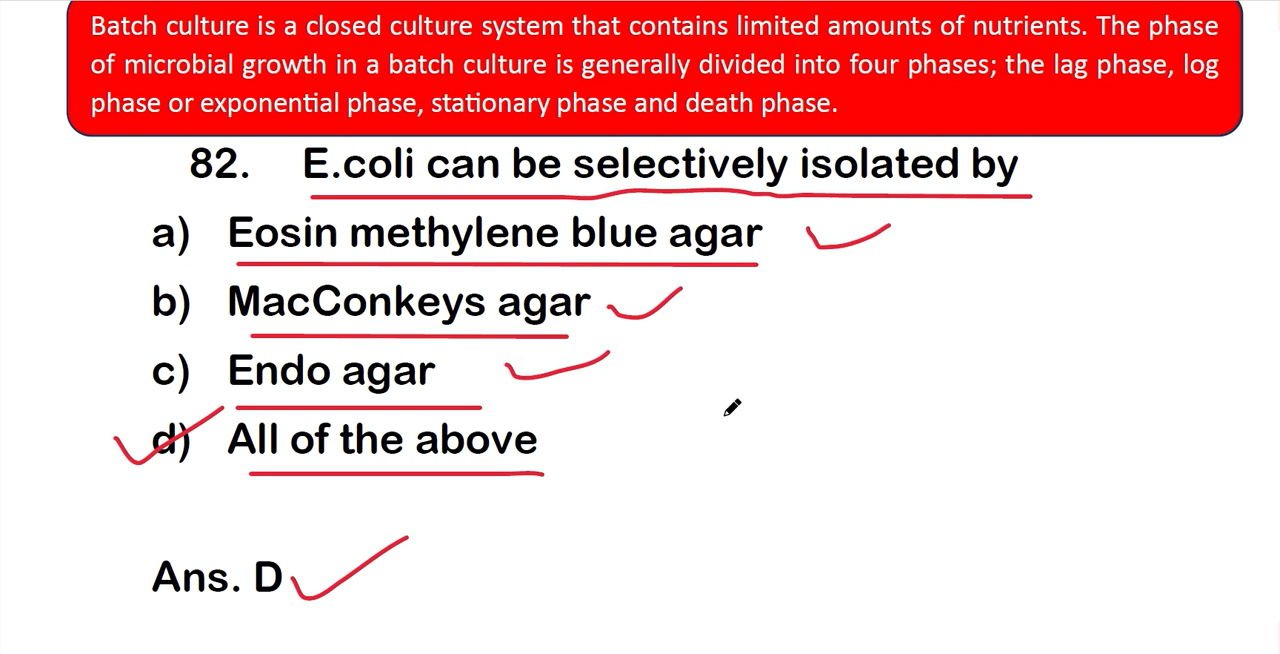 Batch culture is a closed culture system that contains limited amounts of nutrients. The phase
of microbial growth in a batch culture is generally divided into four phases; the lag phase, log
phase or exponential phase, stationary phase and death phase.
82. E.coli can be selectively isolated by
a) Eosin methylene blue agar
b) MacConkeys agar
c) Endo agar
d) All of the above
Ans. D